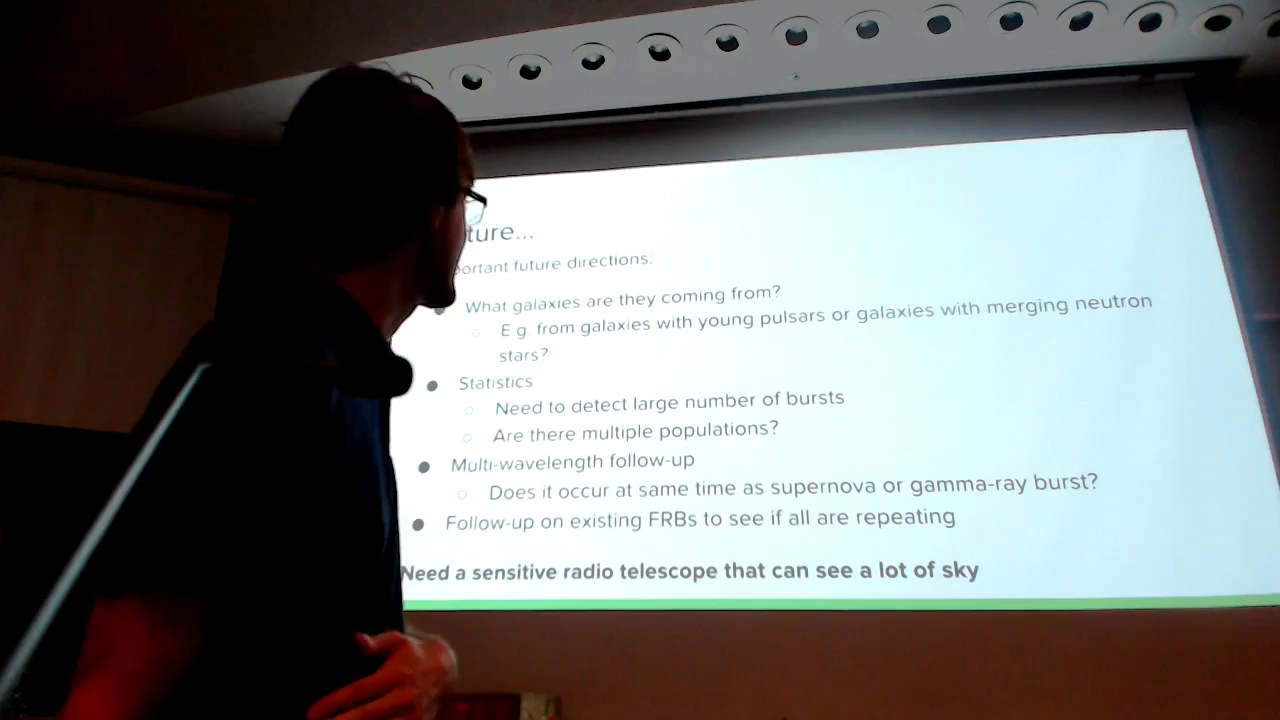 ture...
ortant future directions:
● What galaxies are they coming from?
○ E.g. from galaxies with young pulsars or galaxies with merging neutron
stars?
● Statistics
○ Need to detect large number of bursts
○ Are there multiple populations?
● Multi-wavelength follow-up
○ Does it occur at same time as supernova or gamma-ray burst?
● Follow-up on existing FRBs to see if all are repeating
Need a sensitive radio telescope that can see a lot of sky